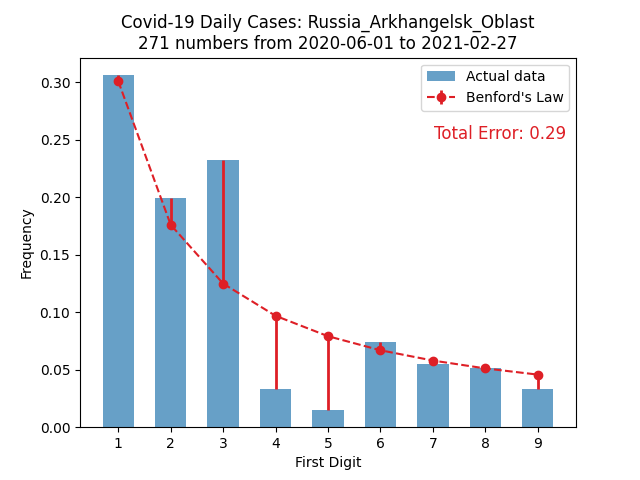 Covid-19 Daily Cases: Russia_Arkhangelsk_Oblast
271 numbers from 2020-06-01 to 2021-02-27
Actual data
Benford's Law
Total Error: 0.29
Frequency
0.30
0.25
0.20
0.15
0.10
0.05
0.00
1 2 3 4 5 6 7 8 9
First Digit